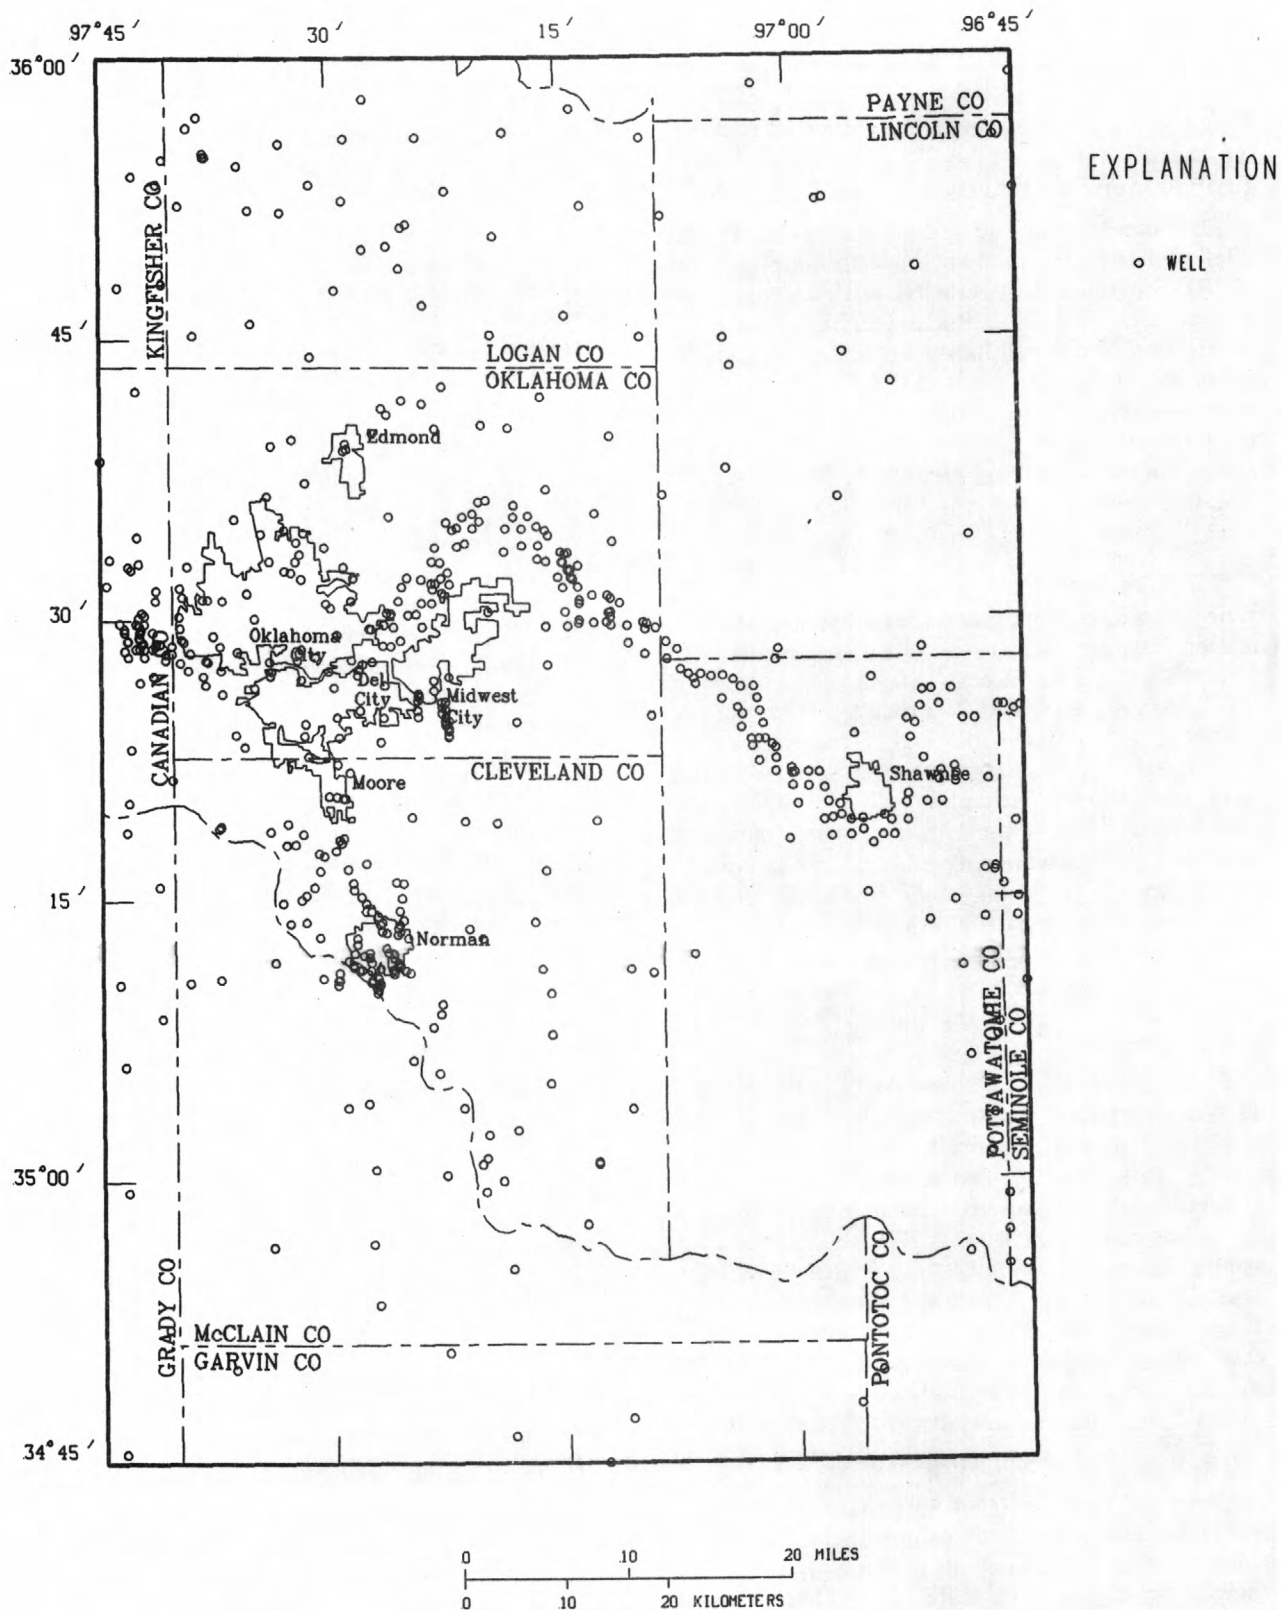 97°45′ 30′ 15′ 97°00′ 96°45′
36°00′
PAYNE CO
LINCOLN CO
EXPLANATION
WELL
KINGFISHER CO
45′
LOGAN CO
OKLAHOMA CO
Edmond
30′
Oklahoma
City
CANADIAN CO
Del
City
Midwest
City
CLEVELAND CO
Moore
Shawnee
15′
Norman
POTTAWATOMIE CO
SEMINOLE CO
35°00′
GRADY CO
McCLAIN CO
GARVIN CO
PONTOTOC CO
34°45′
0 10 20 MILES
0 10 20 KILOMETERS